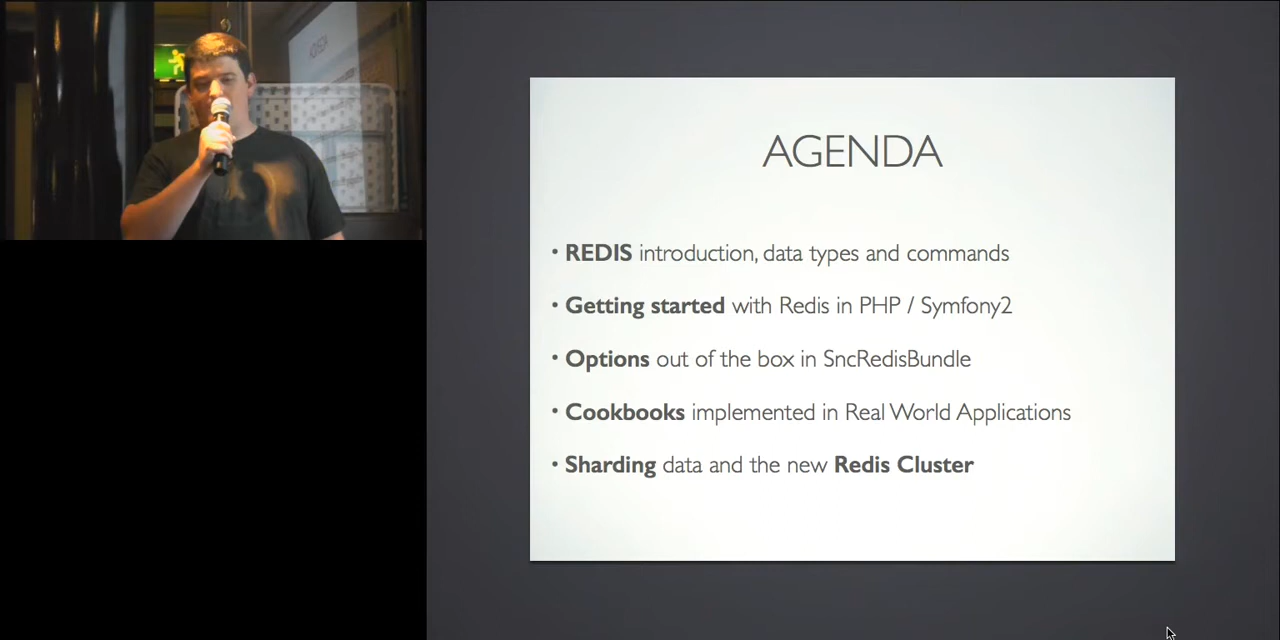 AGENDA
• REDIS introduction, data types and commands
• Getting started with Redis in PHP / Symfony2
• Options out of the box in SncRedisBundle
• Cookbooks implemented in Real World Applications
• Sharding data and the new Redis Cluster